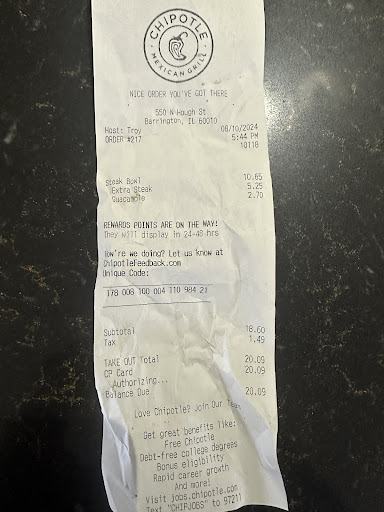 CHIPOTLE
MEXICAN GRILL
NICE ORDER YOU'VE GOT THERE
550 N Hough St
Barrington, IL 60010
Host: Troy 08/10/2024
ORDER #217 5:44 PM
10118
Steak Bowl 10.65
Extra Steak 5.25
Guacamole 2.70
REWARDS POINTS ARE ON THE WAY!
They will display in 24-48 hrs
How're we doing? Let us know at
ChipotleFeedback.com
Unique Code:
178 008 100 004 110 984 21
Subtotal 18.60
Tax 1.49
TAKE OUT Total 20.09
CP Card 20.09
Authorizing...
Balance Due 20.09
Love Chipotle? Join Our Team
Get great benefits like:
Free Chipotle
Debt-free college degrees
Bonus eligibility
Rapid career growth
And more!
Visit jobs.chipotle.com
Text "CHIPJOBS" to 97211